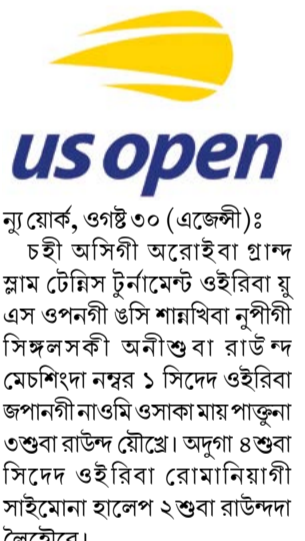 us open
ন্যু য়োর্ক, ওগষ্ট ৩০ (এজেন্সী)ঃ
চহী অসিগী অরোইবা গ্রান্দ
স্লাম টেন্নিস টুর্নামেন্ট ওইরিবা য়ু
এস ওপনগী ঙসি শান্নখিবা নুপীগী
সিঙ্গলসকী অনীশুবা রাউন্দ
মেচশিংদা নম্বর ১ সিদেদ ওইরিবা
জপানগী নাওমি ওসাকা মায় পাক্তুনা
৩শুবা রাউন্দ য়ৌখ্রে। অদুগা ৪শুবা
সিদেদ ওইরিবা রোমানিয়াগী
সাইমোনা হালেপ ২শুবা রাউন্দদা